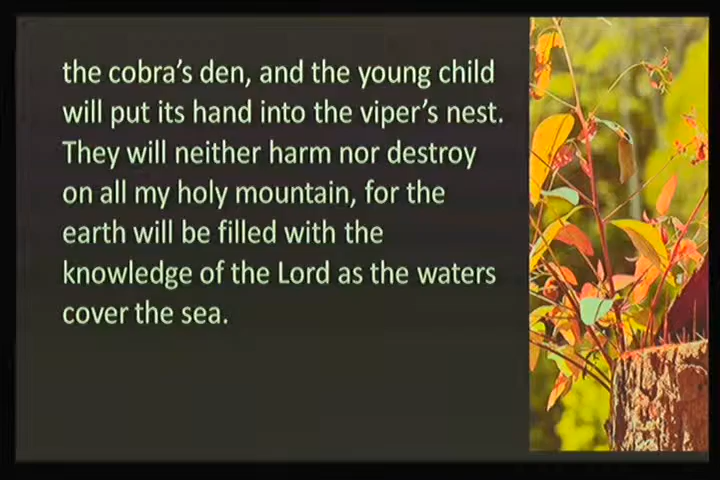 the cobra’s den, and the young child
will put its hand into the viper’s nest.
They will neither harm nor destroy
on all my holy mountain, for the
earth will be filled with the
knowledge of the Lord as the waters
cover the sea.